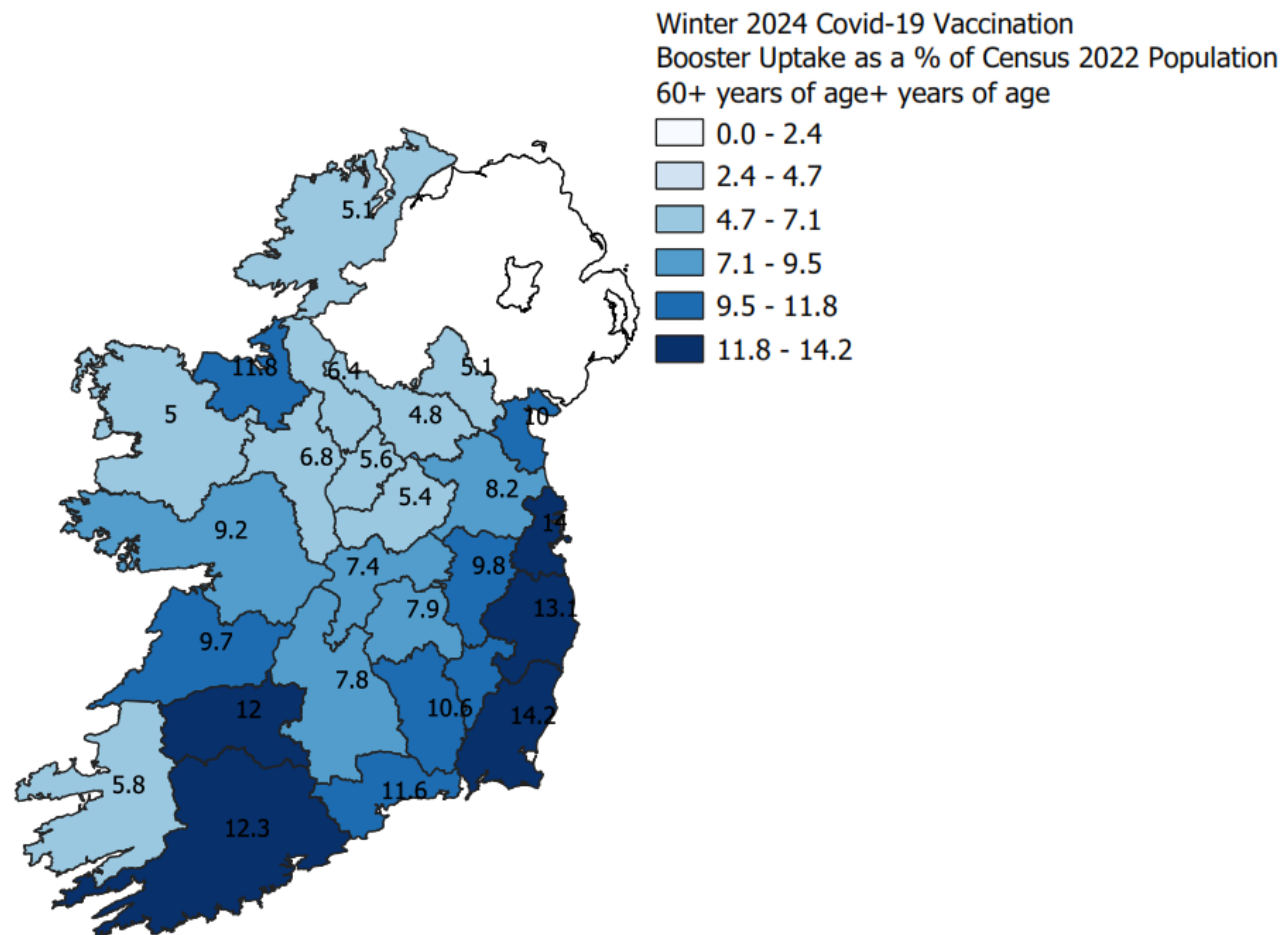 Winter 2024 Covid-19 Vaccination
Booster Uptake as a % of Census 2022 Population
60+ years of age+ years of age
0.0 - 2.4
2.4 - 4.7
4.7 - 7.1
7.1 - 9.5
9.5 - 11.8
11.8 - 14.2
5.1
11.8
6.4
5.1
5
4.8
10
6.8
5.6
8.2
5.4
9.2
14
7.4
9.8
7.9
13.1
9.7
7.8
12
10.6
14.2
5.8
11.6
12.3